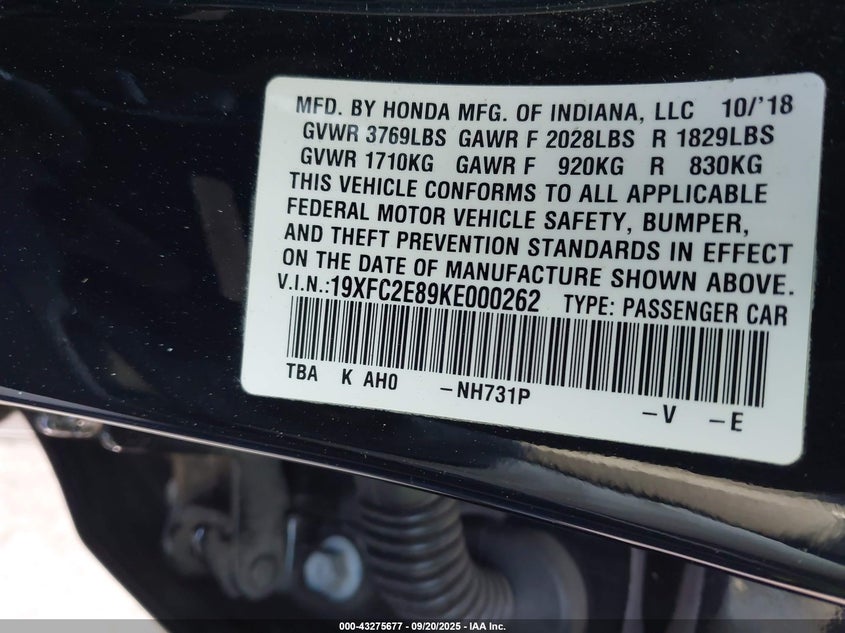 MFD. BY HONDA MFG. OF INDIANA, LLC 10/'18
GVWR 3769LBS GAWR F 2028LBS R 1829LBS
GVWR 1710KG GAWR F 920KG R 830KG
THIS VEHICLE CONFORMS TO ALL APPLICABLE
FEDERAL MOTOR VEHICLE SAFETY, BUMPER,
AND THEFT PREVENTION STANDARDS IN EFFECT
ON THE DATE OF MANUFACTURE SHOWN ABOVE.
V.I.N.:19XFC2E89KE000262 TYPE: PASSENGER CAR
TBA K AH0 -NH731P -V -E
000-43275677 - 09/20/2025 - IAA Inc.